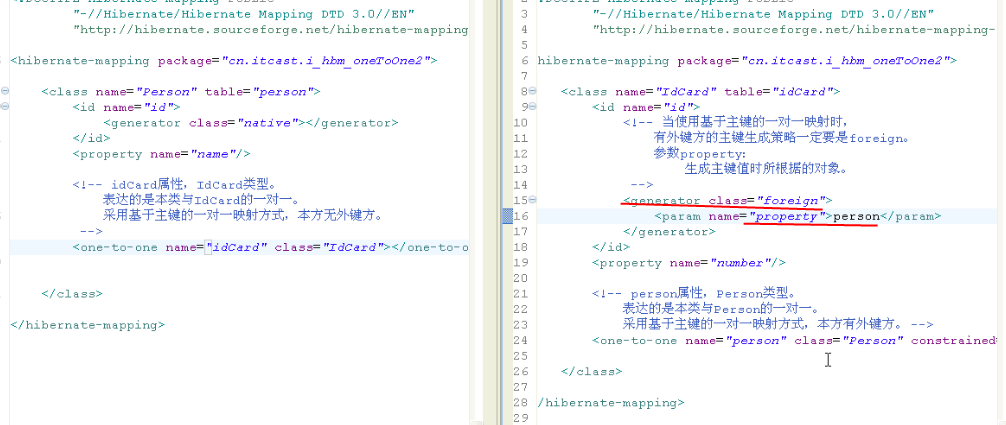 "-//Hibernate/Hibernate Mapping DTD 3.0//EN"
"http://hibernate.sourceforge.net/hibernate-mapping
<hibernate-mapping package="cn.itcast.i_hbm_oneToOne2">
<class name="Person" table="person">
<id name="id">
<generator class="native"></generator>
</id>
<property name="name"/>
<!-- idCard属性，IdCard类型。
表达的是本类与IdCard的一对一。
采用基于主键的一对一映射方式，本方无外键方。
-->
<one-to-one name="idCard" class="IdCard"></one-to-o
</class>
</hibernate-mapping>
3 "-//Hibernate/Hibernate Mapping DTD 3.0//EN"
4 "http://hibernate.sourceforge.net/hibernate-mapping-
5
6 hibernate-mapping package="cn.itcast.i_hbm_oneToOne2">
7
8 <class name="IdCard" table="idCard">
9 <id name="id">
10 <!-- 当使用基于主键的一对一映射时，
11 有外键方的主键生成策略一定要是foreign。
12 参数property：
13 生成主键值时所根据的对象。
14 -->
15 <generator class="foreign">
16 <param name="property">person</param>
17 </generator>
18 </id>
19 <property name="number"/>
20
21 <!-- person属性，Person类型。
22 表达的是本类与Person的一对一。
23 采用基于主键的一对一映射方式，本方有外键方。 -->
24 <one-to-one name="person" class="Person" constrained=
25
26 </class>
27
28 /hibernate-mapping>
29